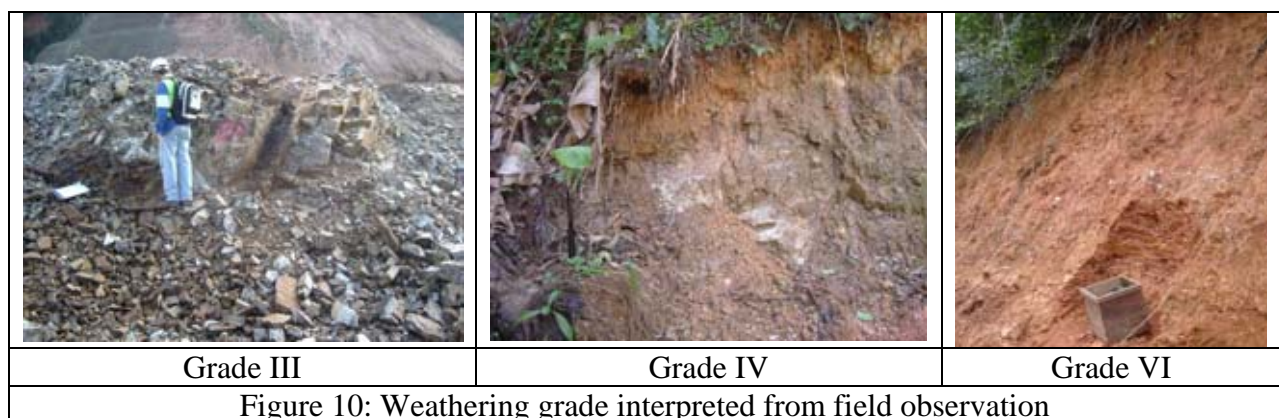 Grade III
Grade IV
Grade VI
Figure 10: Weathering grade interpreted from field observation